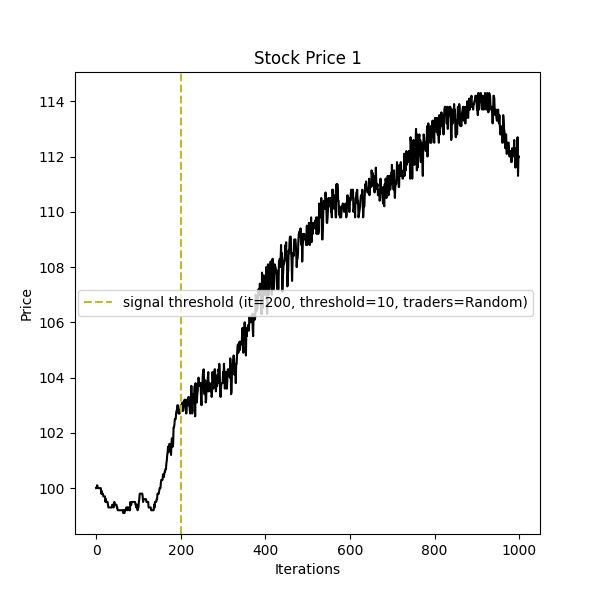 Stock Price 1
114
112
110
108
106
104
102
100
Price
signal threshold (it=200, threshold=10, traders=Random)
0 200 400 600 800 1000
Iterations